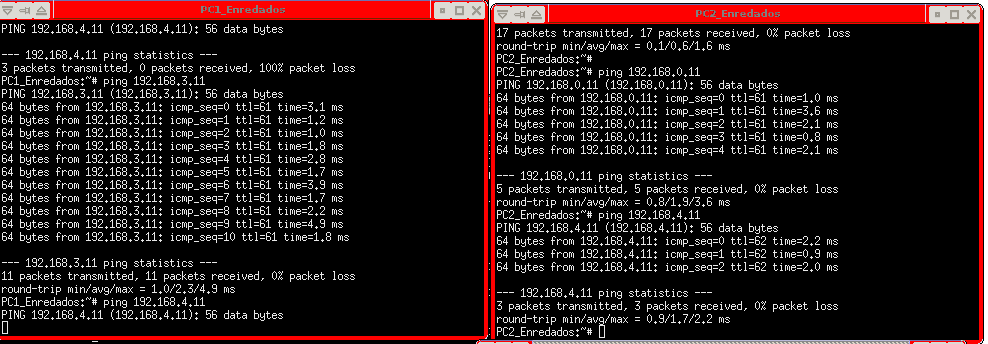 PC1_Enredados
PING 192.168.4.11 (192.168.4.11): 56 data bytes
--- 192.168.4.11 ping statistics ---
3 packets transmitted, 0 packets received, 100% packet loss
PC1_Enredados:~# ping 192.168.3.11
PING 192.168.3.11 (192.168.3.11): 56 data bytes
64 bytes from 192.168.3.11: icmp_seq=0 ttl=61 time=3.1 ms
64 bytes from 192.168.3.11: icmp_seq=1 ttl=61 time=1.2 ms
64 bytes from 192.168.3.11: icmp_seq=2 ttl=61 time=1.0 ms
64 bytes from 192.168.3.11: icmp_seq=3 ttl=61 time=1.8 ms
64 bytes from 192.168.3.11: icmp_seq=4 ttl=61 time=2.8 ms
64 bytes from 192.168.3.11: icmp_seq=5 ttl=61 time=1.7 ms
64 bytes from 192.168.3.11: icmp_seq=6 ttl=61 time=3.9 ms
64 bytes from 192.168.3.11: icmp_seq=7 ttl=61 time=1.7 ms
64 bytes from 192.168.3.11: icmp_seq=8 ttl=61 time=2.2 ms
64 bytes from 192.168.3.11: icmp_seq=9 ttl=61 time=4.9 ms
64 bytes from 192.168.3.11: icmp_seq=10 ttl=61 time=1.8 ms
--- 192.168.3.11 ping statistics ---
11 packets transmitted, 11 packets received, 0% packet loss
round-trip min/avg/max = 1.0/2.3/4.9 ms
PC1_Enredados:~# ping 192.168.4.11
PING 192.168.4.11 (192.168.4.11): 56 data bytes
PC2_Enredados
17 packets transmitted, 17 packets received, 0% packet loss
round-trip min/avg/max = 0.1/0.6/1.6 ms
PC2_Enredados:~#
PC2_Enredados:~# ping 192.168.0.11
PING 192.168.0.11 (192.168.0.11): 56 data bytes
64 bytes from 192.168.0.11: icmp_seq=0 ttl=61 time=1.0 ms
64 bytes from 192.168.0.11: icmp_seq=1 ttl=61 time=3.6 ms
64 bytes from 192.168.0.11: icmp_seq=2 ttl=61 time=2.1 ms
64 bytes from 192.168.0.11: icmp_seq=3 ttl=61 time=0.8 ms
64 bytes from 192.168.0.11: icmp_seq=4 ttl=61 time=2.1 ms
--- 192.168.0.11 ping statistics ---
5 packets transmitted, 5 packets received, 0% packet loss
round-trip min/avg/max = 0.8/1.9/3.6 ms
PC2_Enredados:~# ping 192.168.4.11
PING 192.168.4.11 (192.168.4.11): 56 data bytes
64 bytes from 192.168.4.11: icmp_seq=0 ttl=62 time=2.2 ms
64 bytes from 192.168.4.11: icmp_seq=1 ttl=62 time=0.9 ms
64 bytes from 192.168.4.11: icmp_seq=2 ttl=62 time=2.0 ms
--- 192.168.4.11 ping statistics ---
3 packets transmitted, 3 packets received, 0% packet loss
round-trip min/avg/max = 0.9/1.7/2.2 ms
PC2_Enredados:~#